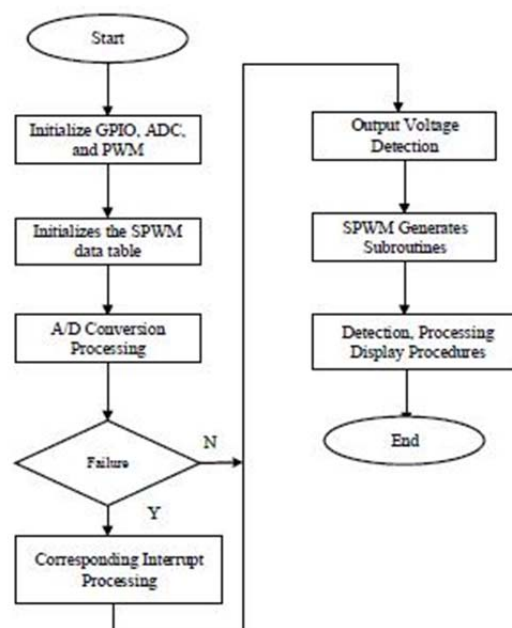 Start
Initialize GPIO, ADC,
and PWM
Initializes the SPWM
data table
A/D Conversion
Processing
Failure
N
Y
Corresponding Interrupt
Processing
Output Voltage
Detection
SPWM Generates
Subroutines
Detection, Processing
Display Procedures
End